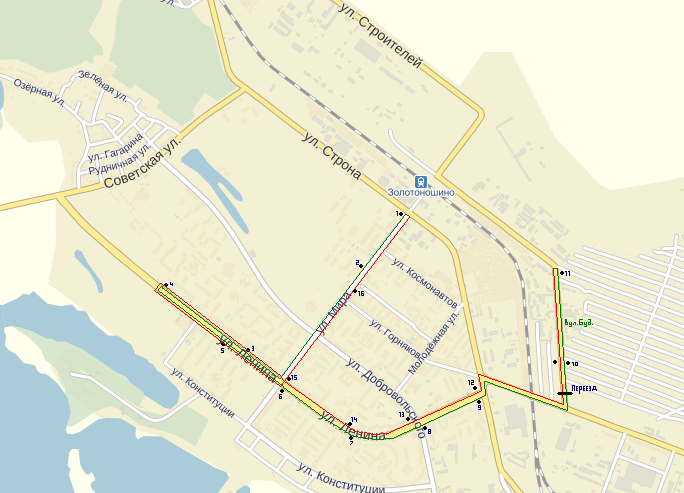 ул. Строителей
Зелёная ул.
Озёрная ул.
ул. Гагарина
Рудничная ул.
Советская ул.
ул. Строна
Золотоношино
1
2
ул. Космонавтов
11
4
16
ул. Мира
ул. Горняков
Молодёжная ул.
вул.Буд.
5
3
ул. Ленина
10
ул. Добровольского
15
6
12
Переезд
ул. Конституции
9
14
13
ул. Ленина
8
7
ул. Конституции